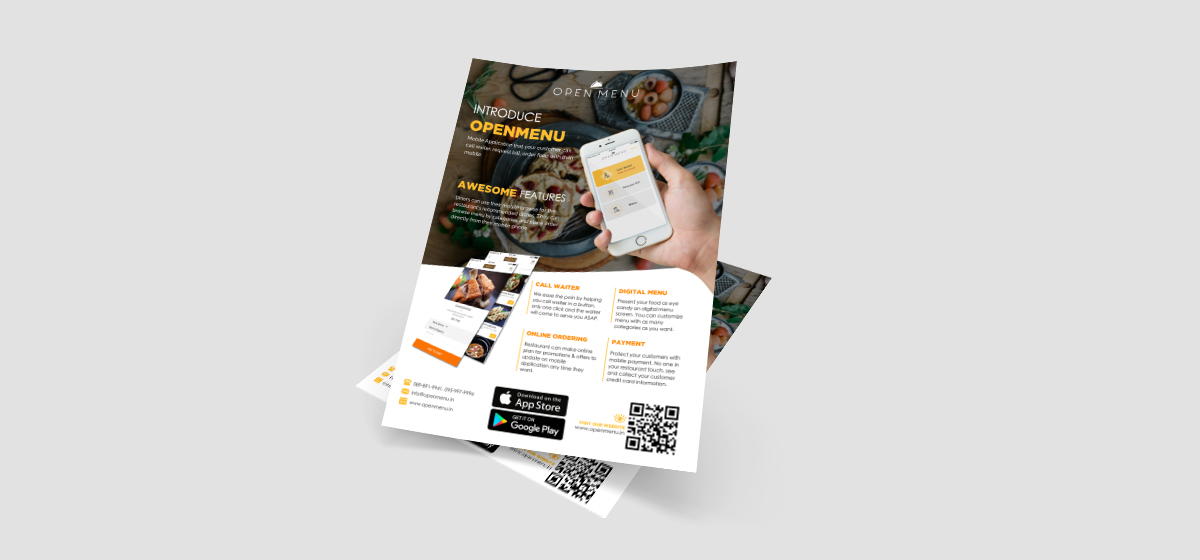 OPEN MENU
INTRODUCE
OPENMENU
Mobile Application that your customer can
call waiter, request bill, order food with their
mobile
AWESOME FEATURES
Diners can use their mobile browse for the
restaurant's recommended dishes. They can
browse menu by categories and place order
directly from their mobile phone.
CALL WAITER
We ease the pain by helping
you call waiter in a button,
only one click and the waiter
will come to serve you ASAP.
DIGITAL MENU
Present your food as eye
candy on digital menu
screen. You can customize
menu with as many
categories as you want.
ONLINE ORDERING
Restaurant can make online
plan for promotions & offers to
update on mobile
application any time they
want.
PAYMENT
Protect your customers with
mobile payment. No one in
your restaurant touch, see
and collect your customer
credit card information.
info@openmenu.in
www.openmenu.in
Download on the
App Store
GET IT ON
Google Play
VISIT OUR WEBSITE
www.openmenu.in